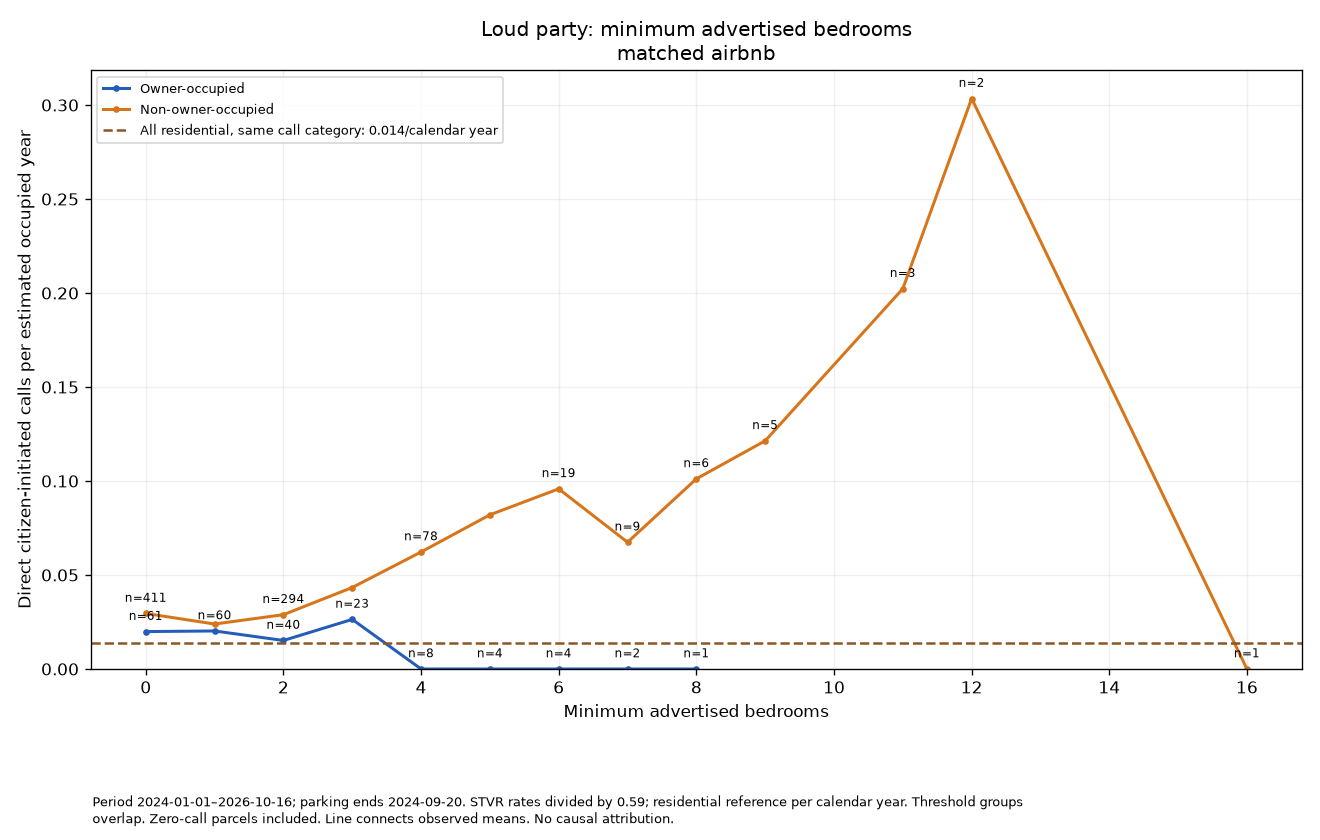 Loud party: minimum advertised bedrooms
matched airbnb
Owner-occupied
Non-owner-occupied
All residential, same call category: 0.014/calendar year
Direct citizen-initiated calls per estimated occupied year
0.30
0.25
0.20
0.15
0.10
0.05
0.00
n=2
n=3
n=5
n=6
n=19
n=9
n=78
n=411
n=61
n=60
n=294
n=40
n=23
n=8
n=4
n=4
n=2
n=1
n=1
0 2 4 6 8 10 12 14 16
Minimum advertised bedrooms
Period 2024-01-01–2026-10-16; parking ends 2024-09-20. STVR rates divided by 0.59; residential reference per calendar year. Threshold groups
overlap. Zero-call parcels included. Line connects observed means. No causal attribution.